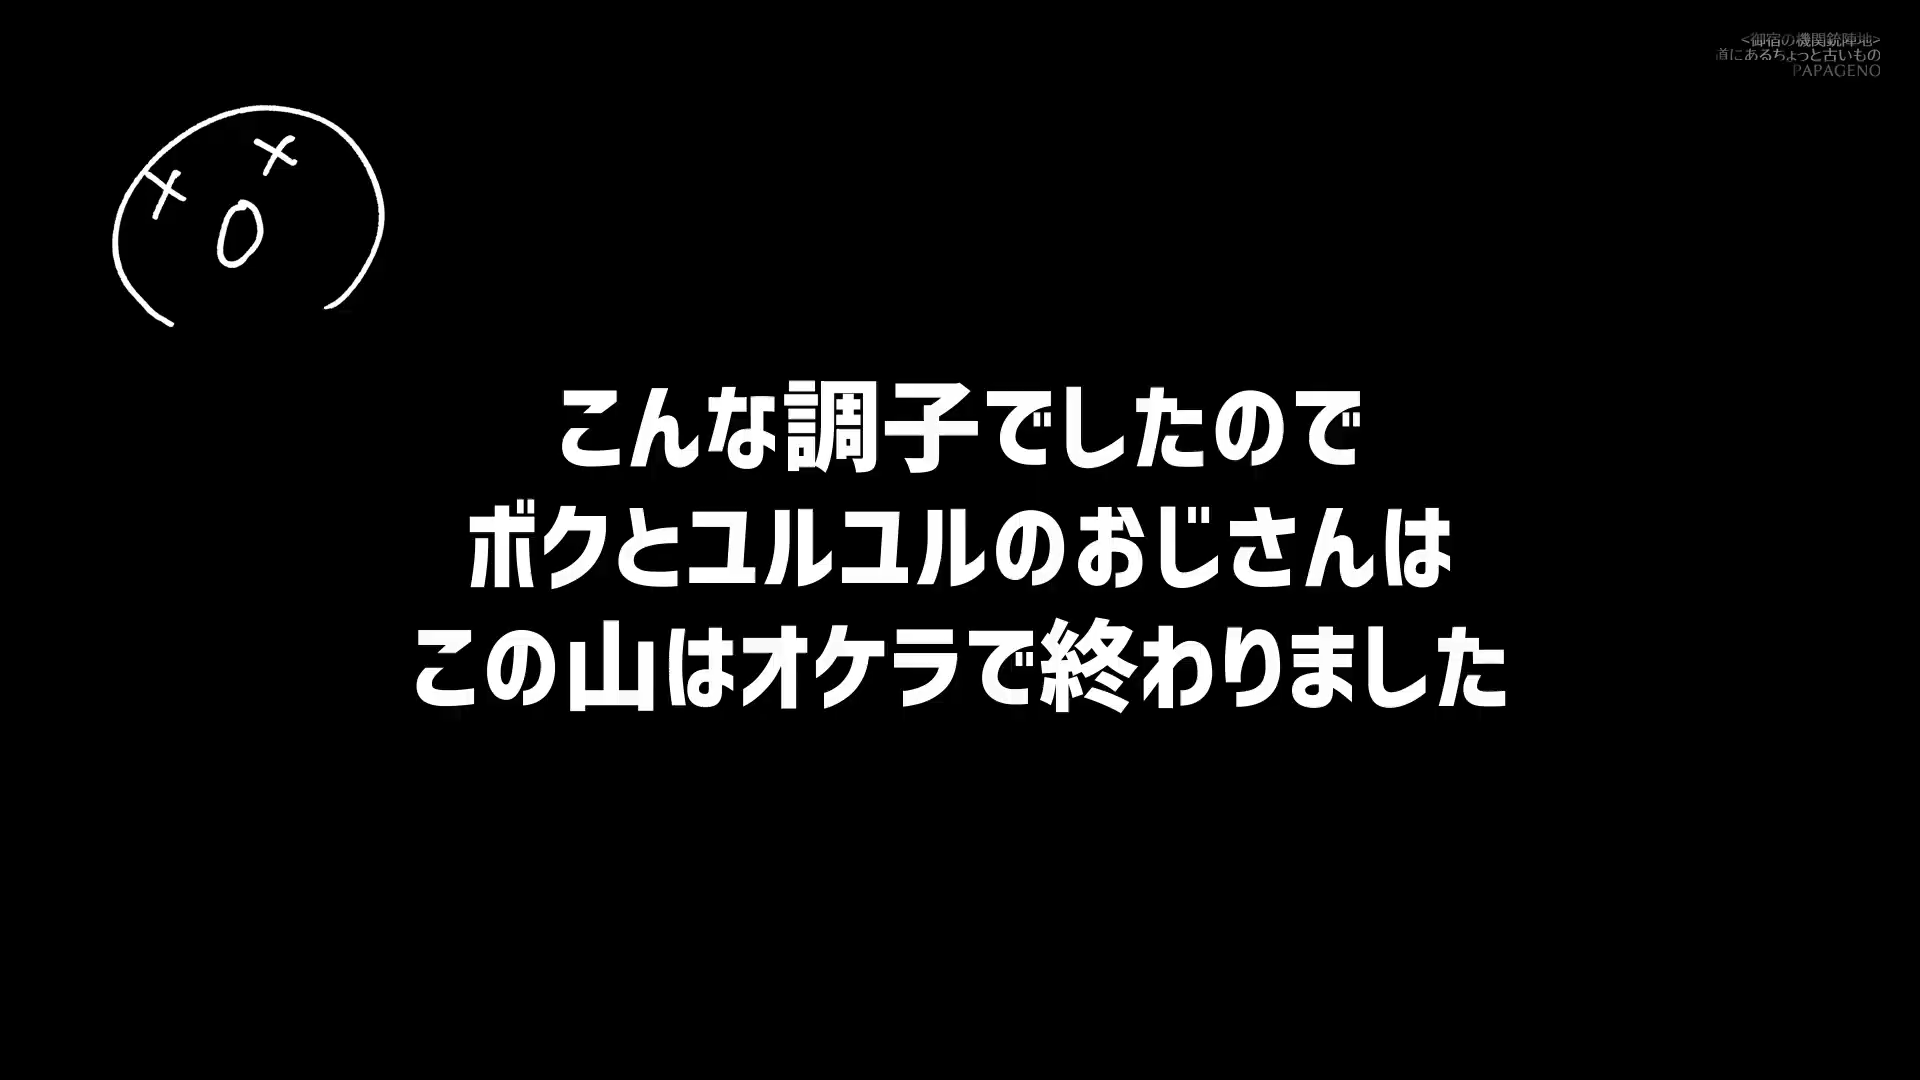 <御宿の機関銃陣地>
道にあるちょっと古いもの
PAPAGENO
こんな調子でしたので
ボクとユルユルのおじさんは
この山はオケラで終わりました